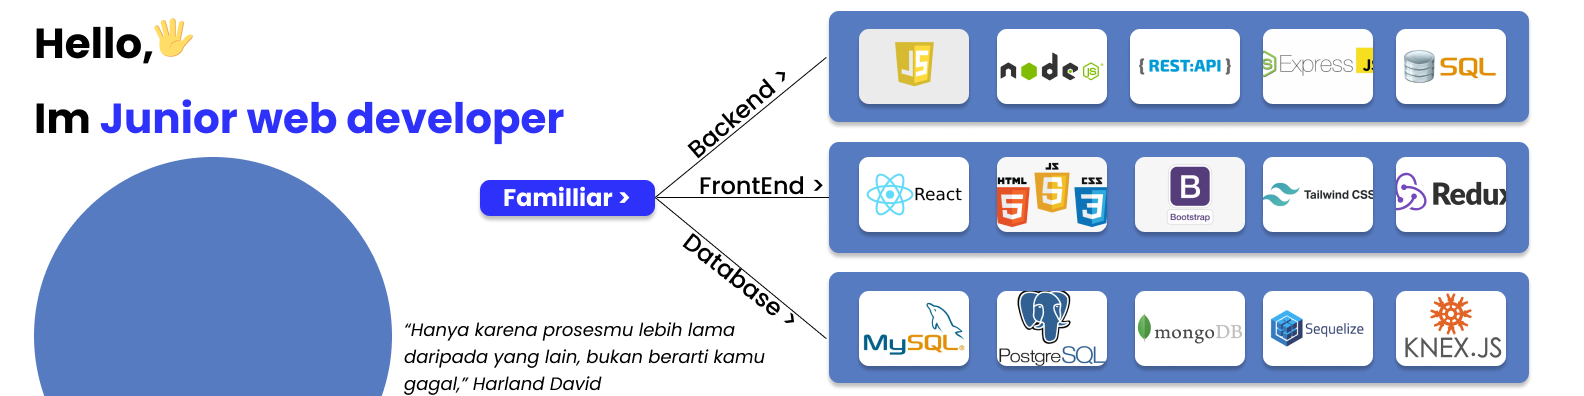 Hello,
Im Junior web developer
Familliar >
Backend >
FrontEnd >
Database >
JS
node JS
{ REST:API }
JS Express JS
SQL
React
HTML JS CSS
5 5 3
B
Bootstrap
Tailwind CSS
Redux
MySQL
PostgreSQL
mongoDB
Sequelize
KNEX.JS
“Hanya karena prosesmu lebih lama
daripada yang lain, bukan berarti kamu
gagal,” Harland David